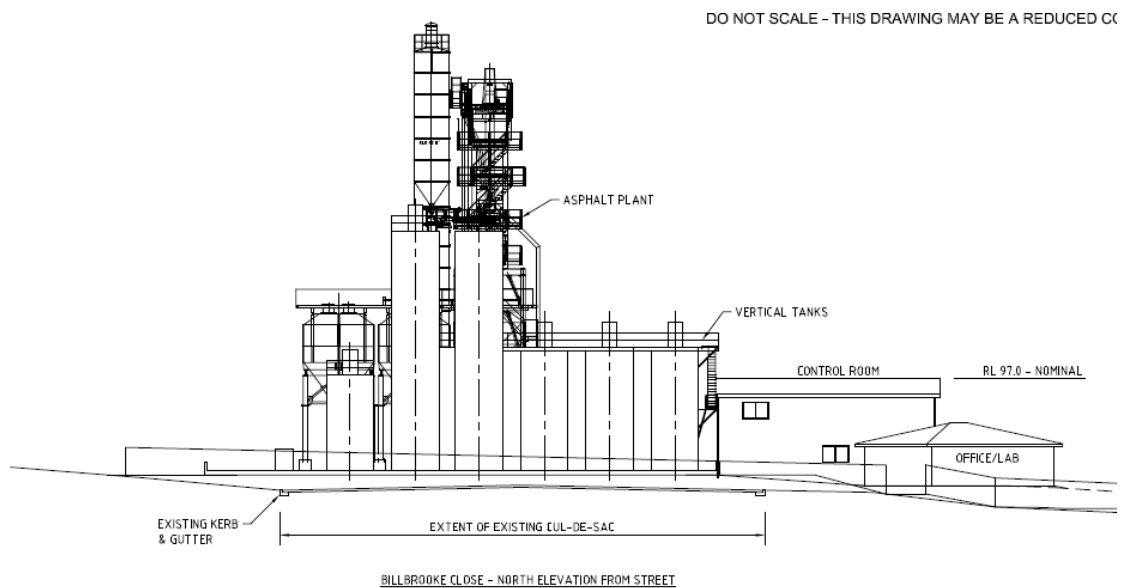 DO NOT SCALE – THIS DRAWING MAY BE A REDUCED CO
ASPHALT PLANT
VERTICAL TANKS
CONTROL ROOM
RL 97.0 – NOMINAL
OFFICE/LAB
EXISTING KERB
& GUTTER
EXTENT OF EXISTING CUL-DE-SAC
BILLBROOKE CLOSE – NORTH ELEVATION FROM STREET